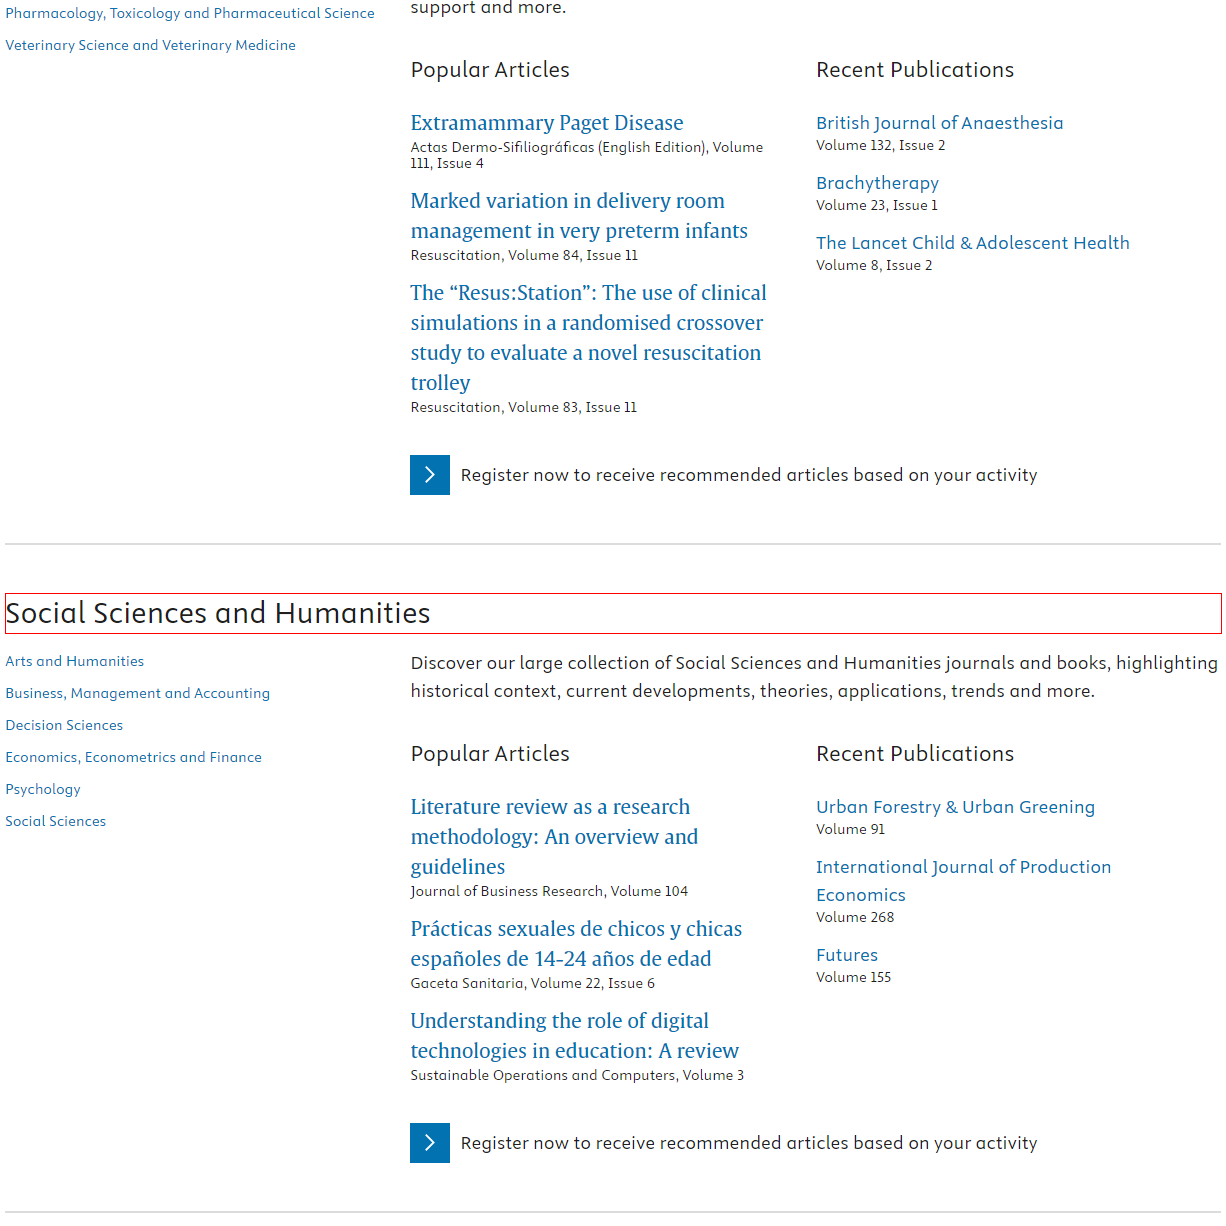 Pharmacology, Toxicology and Pharmaceutical Science
Veterinary Science and Veterinary Medicine
support and more.
Popular Articles
Extramammary Paget Disease
Actas Dermo-Sifiliográficas (English Edition), Volume
111, Issue 4
Marked variation in delivery room
management in very preterm infants
Resuscitation, Volume 84, Issue 11
The “Resus:Station”: The use of clinical
simulations in a randomised crossover
study to evaluate a novel resuscitation
trolley
Resuscitation, Volume 83, Issue 11
Recent Publications
British Journal of Anaesthesia
Volume 132, Issue 2
Brachytherapy
Volume 23, Issue 1
The Lancet Child & Adolescent Health
Volume 8, Issue 2
Register now to receive recommended articles based on your activity
Social Sciences and Humanities
Arts and Humanities
Business, Management and Accounting
Decision Sciences
Economics, Econometrics and Finance
Psychology
Social Sciences
Discover our large collection of Social Sciences and Humanities journals and books, highlighting
historical context, current developments, theories, applications, trends and more.
Popular Articles
Literature review as a research
methodology: An overview and
guidelines
Journal of Business Research, Volume 104
Prácticas sexuales de chicos y chicas
españoles de 14-24 años de edad
Gaceta Sanitaria, Volume 22, Issue 6
Understanding the role of digital
technologies in education: A review
Sustainable Operations and Computers, Volume 3
Recent Publications
Urban Forestry & Urban Greening
Volume 91
International Journal of Production
Economics
Volume 268
Futures
Volume 155
Register now to receive recommended articles based on your activity